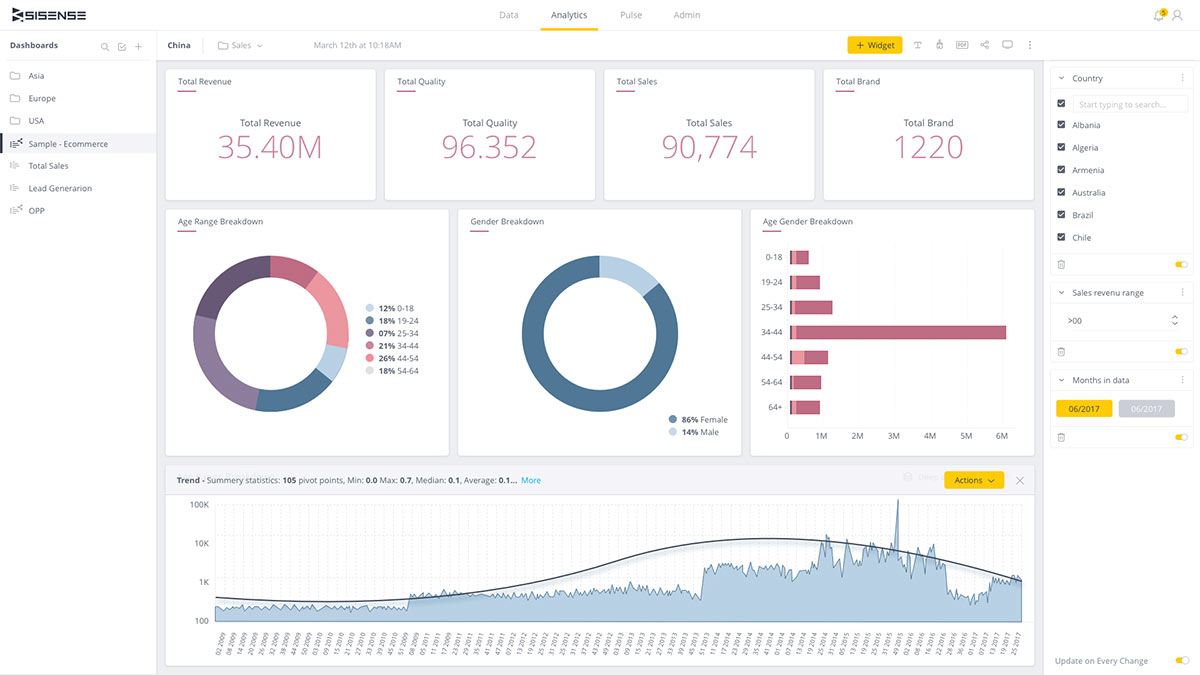 SISENSE
Data Analytics Pulse Admin
5
Dashboards
Asia
Europe
USA
Sample - Ecommerce
Total Sales
Lead Generarion
OPP
China Sales March 12th at 10:18AM + Widget PDF
Total Revenue
Total Revenue
35.40M
Total Quality
Total Quality
96.352
Total Sales
Total Sales
90,774
Total Brand
Total Brand
1220
Age Range Breakdown
12% 0-18
18% 19-24
07% 25-34
21% 34-44
26% 44-54
18% 54-64
Gender Breakdown
86% Female
14% Male
Age Gender Breakdown
0-18
19-24
25-34
34-44
44-54
54-64
64+
0 1M 2M 3M 4M 5M 6M
Trend - Summery statistics: 105 pivot points, Min: 0.0 Max: 0.7, Median: 0.1, Average: 0.1... More
Actions
100K
10K
1K
100
Country
Start typing to search...
Albania
Algeria
Armenia
Australia
Brazil
Chile
Sales revenu range
>00
Months in data
06/2017 06/2017
Update on Every Change